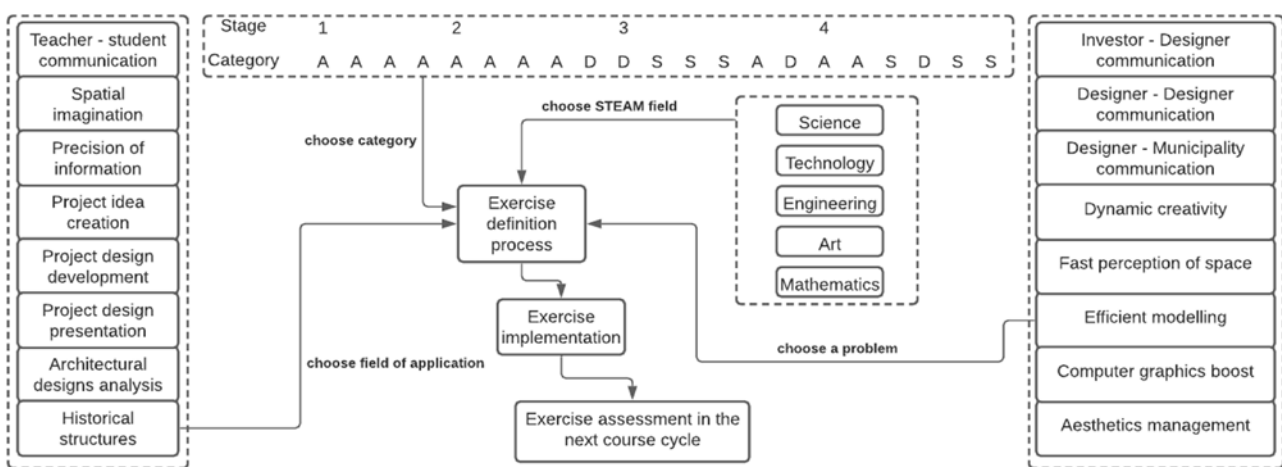 Stage 1 2 3 4
Category A A A A A A A A D D S S S A D A A S D S S
Teacher - student
communication
Spatial
imagination
Precision of
information
Project idea
creation
Project design
development
Project design
presentation
Architectural
designs analysis
Historical
structures
choose category
choose STEAM field
Science
Technology
Engineering
Art
Mathematics
Exercise
definition
process
Exercise
implementation
Exercise assessment in the
next course cycle
choose field of application
choose a problem
Investor - Designer
communication
Designer - Designer
communication
Designer - Municipality
communication
Dynamic creativity
Fast perception of space
Efficient modelling
Computer graphics boost
Aesthetics management